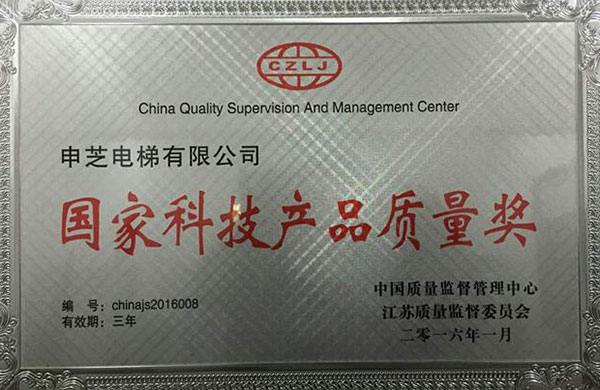 CZLJ
China Quality Supervision And Management Center
申芝电梯有限公司
国家科技产品质量奖
编 号：chinajs2016008
有效期：三年
中国质量监督管理中心
江苏质量监督委员会
二零一六年一月